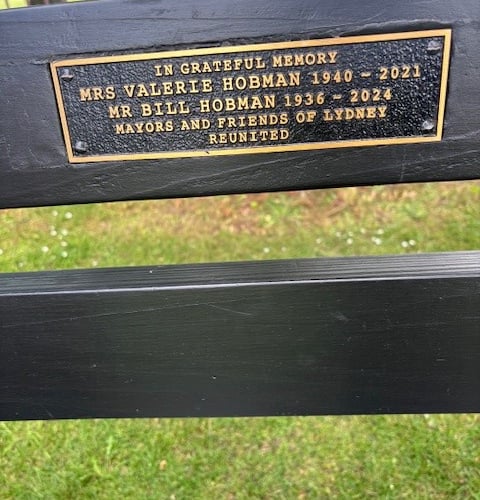 IN GRATEFUL MEMORY
MRS VALERIE HOBMAN 1940 - 2021
MR BILL HOBMAN 1936 - 2024
MAYORS AND FRIENDS OF LYDNEY
REUNITED